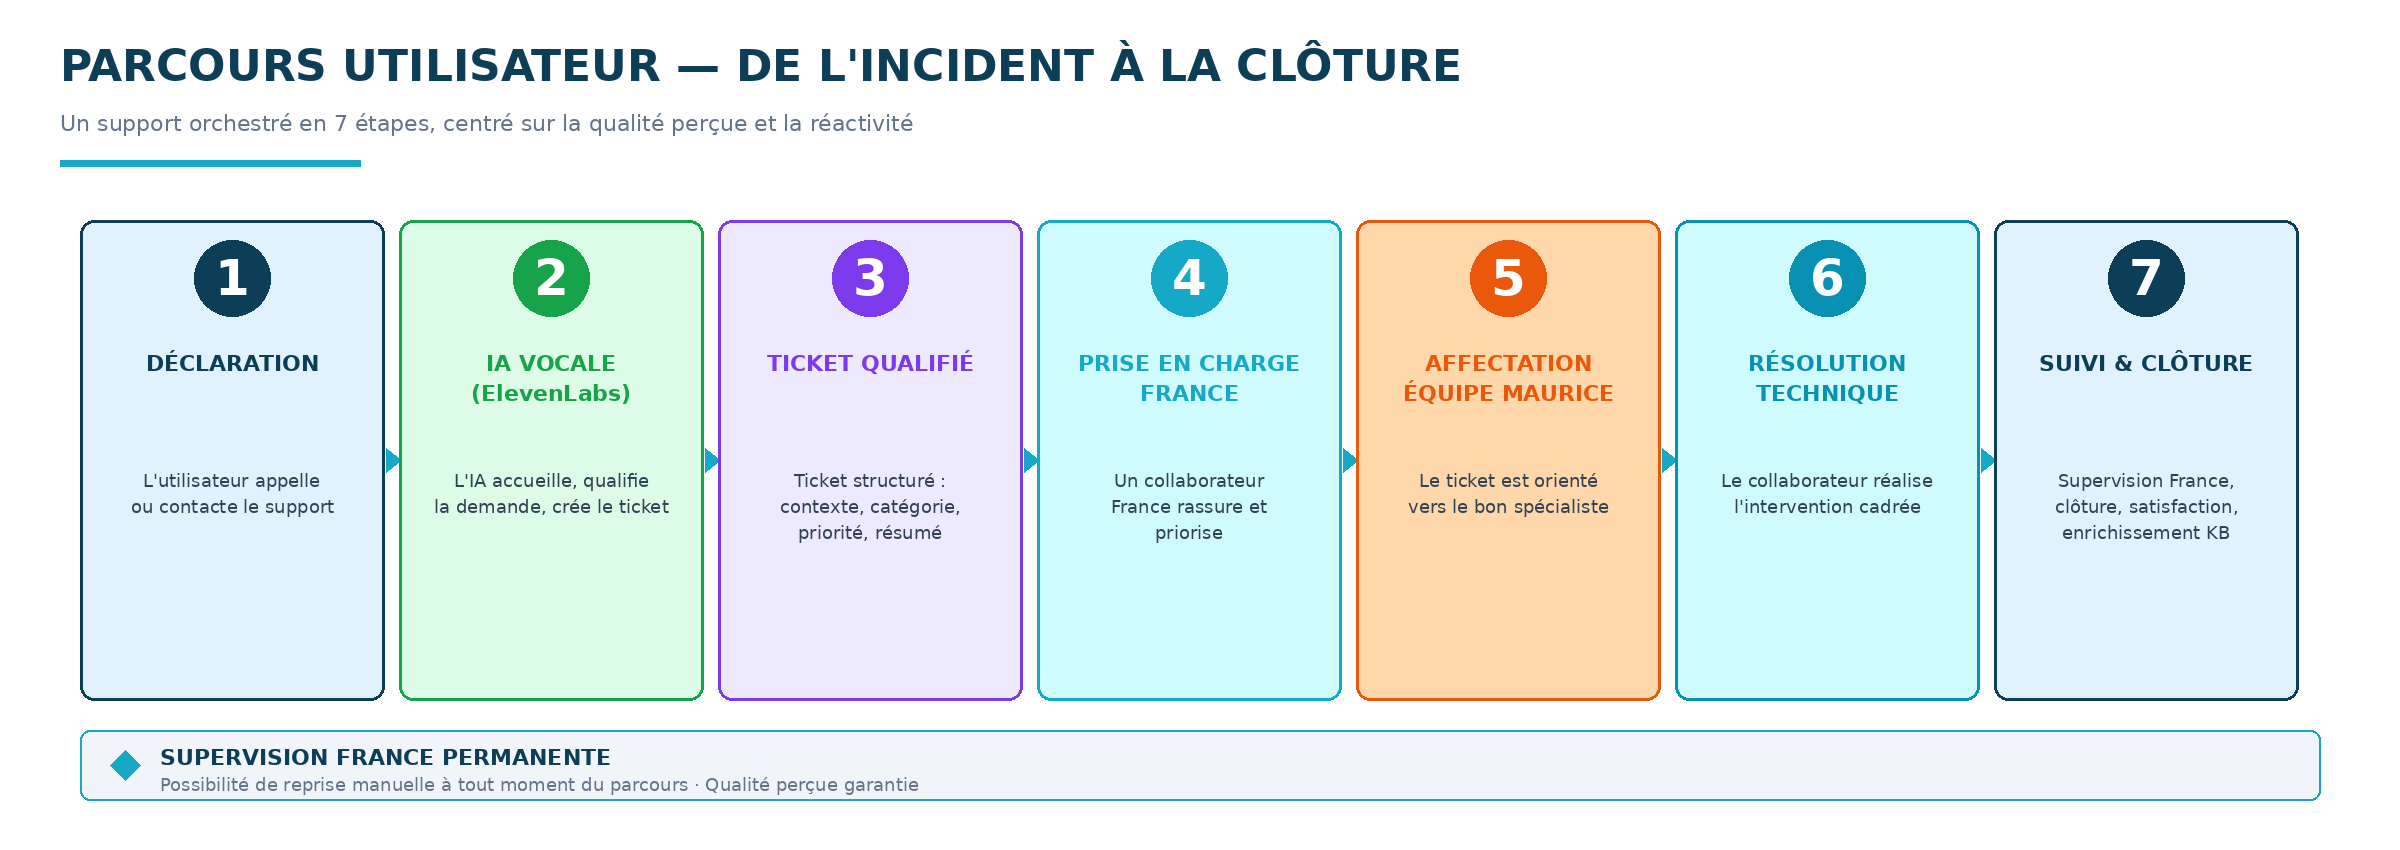 PARCOURS UTILISATEUR — DE L'INCIDENT À LA CLÔTURE
Un support orchestré en 7 étapes, centré sur la qualité perçue et la réactivité
1
DÉCLARATION
L'utilisateur appelle
ou contacte le support
2
IA VOCALE
(ElevenLabs)
L'IA accueille, qualifie
la demande, crée le ticket
3
TICKET QUALIFIÉ
Ticket structuré :
contexte, catégorie,
priorité, résumé
4
PRISE EN CHARGE
FRANCE
Un collaborateur
France rassure et
priorise
5
AFFECTATION
ÉQUIPE MAURICE
Le ticket est orienté
vers le bon spécialiste
6
RÉSOLUTION
TECHNIQUE
Le collaborateur réalise
l'intervention cadrée
7
SUIVI & CLÔTURE
Supervision France,
clôture, satisfaction,
enrichissement KB
SUPERVISION FRANCE PERMANENTE
Possibilité de reprise manuelle à tout moment du parcours · Qualité perçue garantie